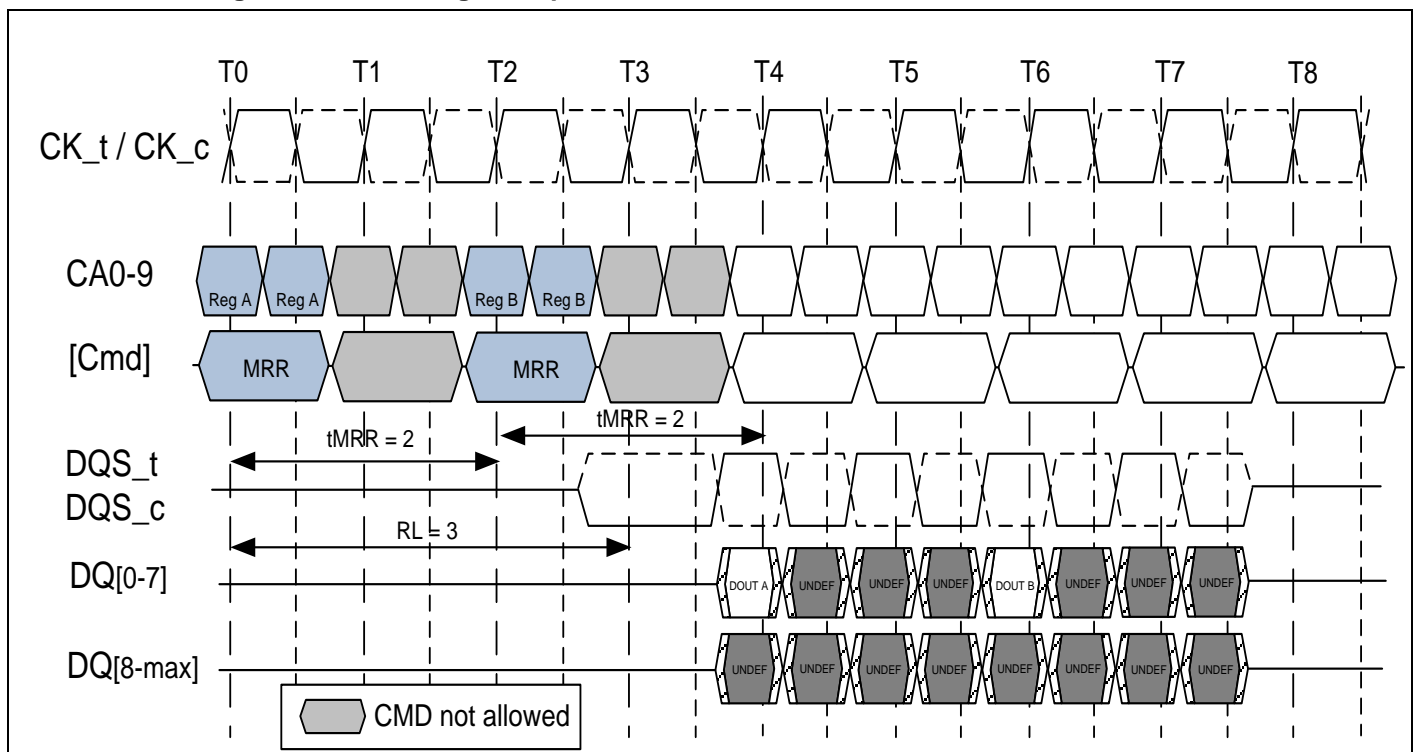 T0 T1 T2 T3 T4 T5 T6 T7 T8
CK_t / CK_c
CA0-9
Reg A Reg A Reg B Reg B
[Cmd]
MRR MRR
tMRR = 2 tMRR = 2
DQS_t
DQS_c
RL = 3
DQ[0-7]
DOUT A UNDEF UNDEF UNDEF DOUT B UNDEF UNDEF UNDEF
DQ[8-max]
UNDEF UNDEF UNDEF UNDEF UNDEF UNDEF UNDEF UNDEF
CMD not allowed